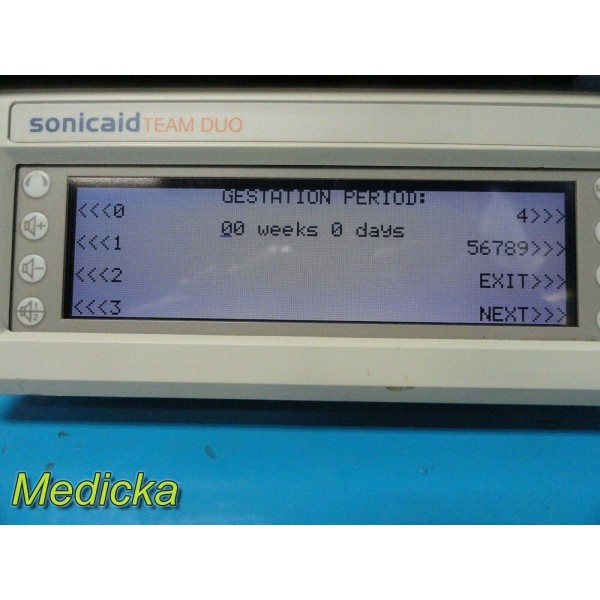 sonicaid TEAM DUO
GESTATION PERIOD:
<<<0
4>>>
00 weeks 0 days
<<<1
56789>>>
<<<2
EXIT>>>
<<<3
NEXT>>>
Medicka